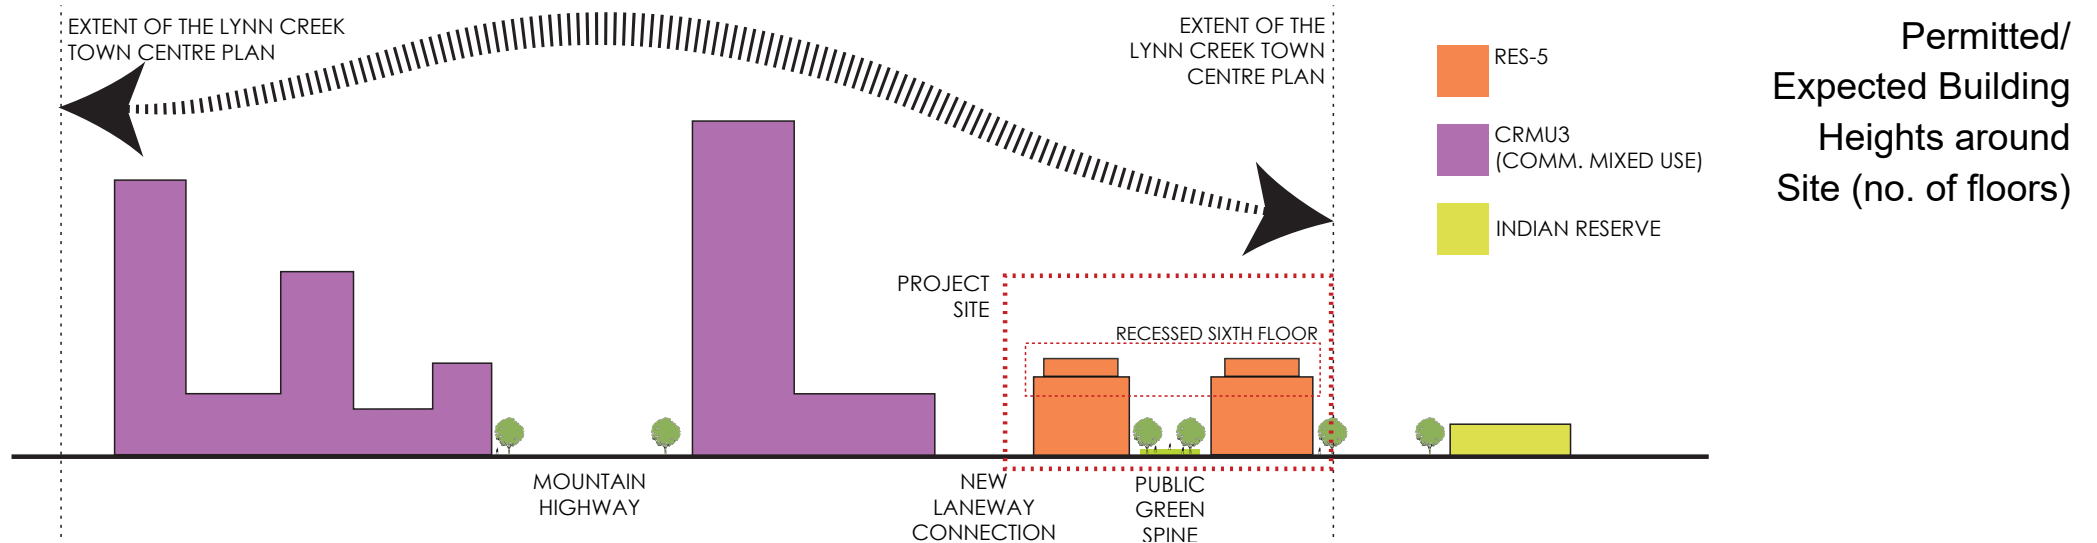 EXTENT OF THE LYNN CREEK
TOWN CENTRE PLAN
EXTENT OF THE
LYNN CREEK TOWN
CENTRE PLAN
RES-5
CRMU3
(COMM. MIXED USE)
INDIAN RESERVE
Permitted/
Expected Building
Heights around
Site (no. of floors)
PROJECT
SITE
RECESSED SIXTH FLOOR
MOUNTAIN
HIGHWAY
NEW
LANEWAY
CONNECTION
PUBLIC
GREEN
SPINE